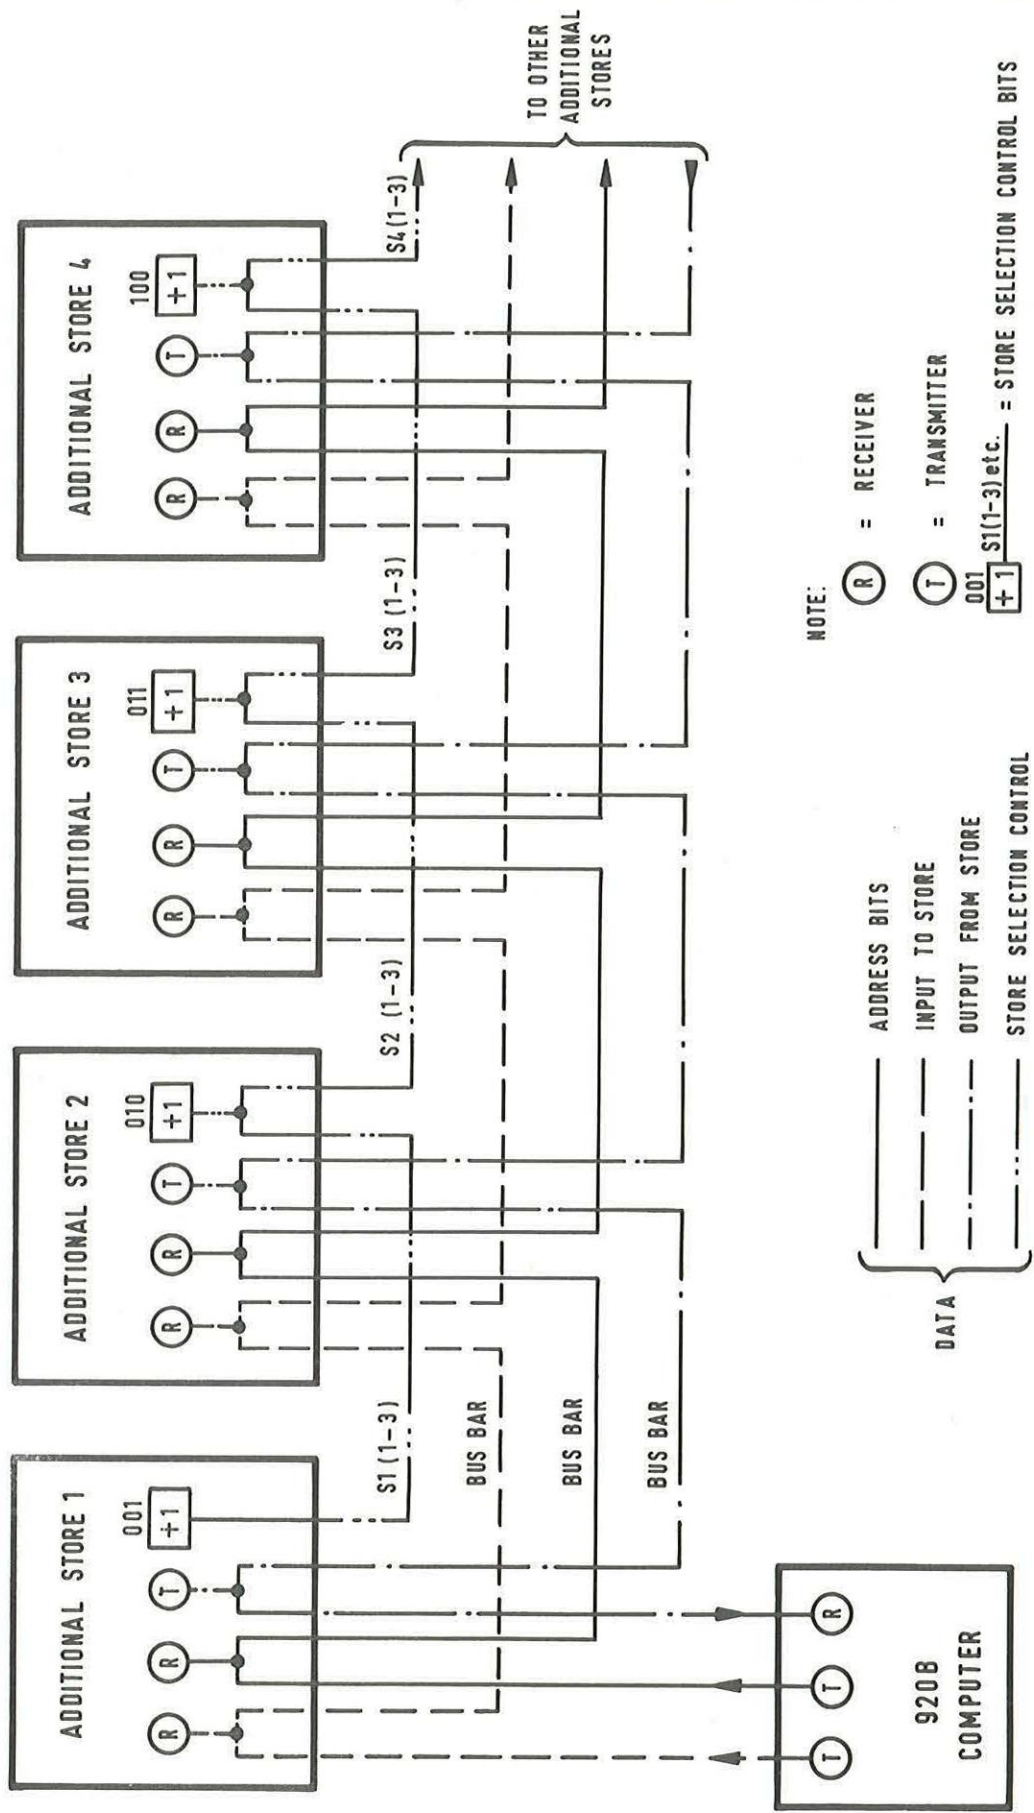 ADDITIONAL STORE 1
R
R
T
001
+1
ADDITIONAL STORE 2
R
R
T
010
+1
ADDITIONAL STORE 3
R
R
T
011
+1
ADDITIONAL STORE 4
R
R
T
100
+1
S1 (1-3)
S2 (1-3)
S3 (1-3)
S4 (1-3)
BUS BAR
BUS BAR
BUS BAR
TO OTHER
ADDITIONAL
STORES
T
T
R
920B
COMPUTER
DATA
ADDRESS BITS
INPUT TO STORE
OUTPUT FROM STORE
STORE SELECTION CONTROL
NOTE:
R = RECEIVER
T = TRANSMITTER
001
+1 S1(1-3)etc. = STORE SELECTION CONTROL BITS